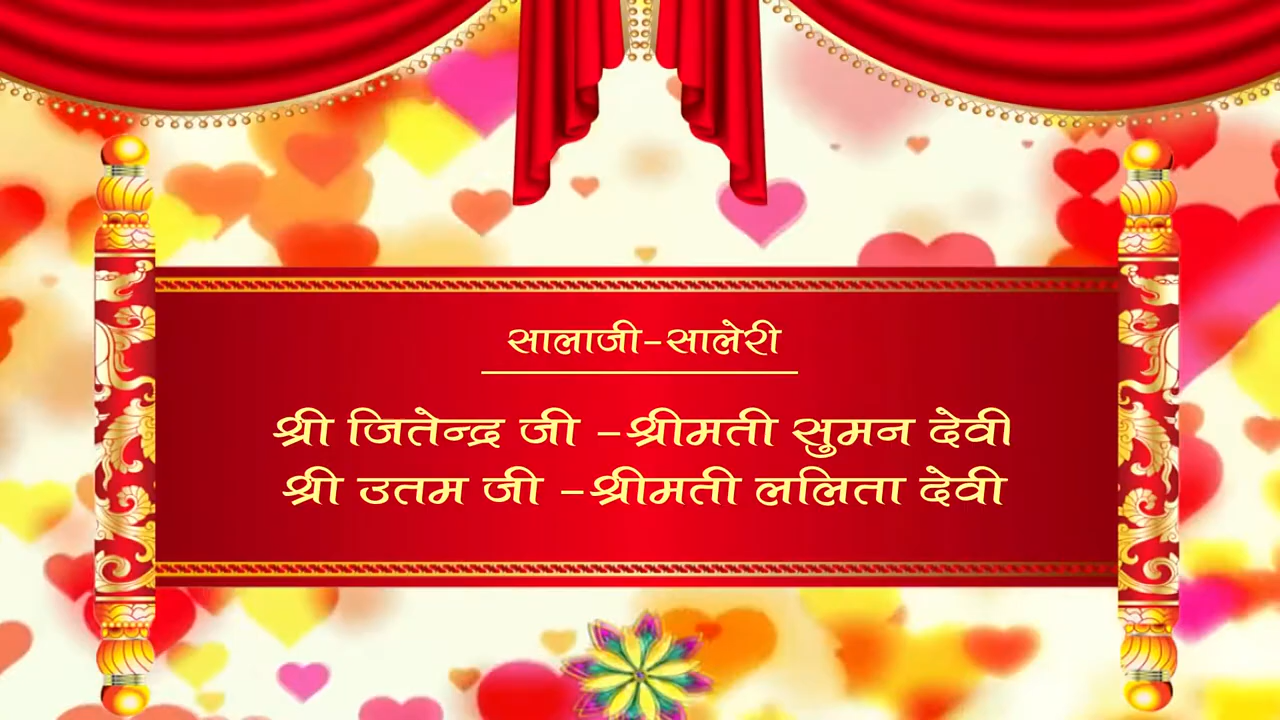 सालाजी-सालेरी
श्री जितेन्द्र जी -श्रीमती सुमन देवी
श्री उतम जी -श्रीमती ललिता देवी